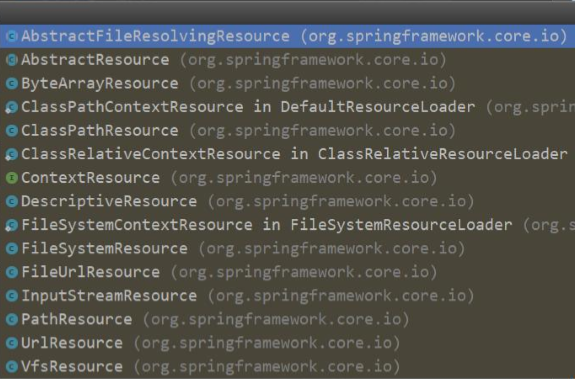 AbstractFileResolvingResource (org.springframework.core.io)
AbstractResource (org.springframework.core.io)
ByteArrayResource (org.springframework.core.io)
ClassPathContextResource in DefaultResourceLoader (org.sprin
ClassPathResource (org.springframework.core.io)
ClassRelativeContextResource in ClassRelativeResourceLoader
ContextResource (org.springframework.core.io)
DescriptiveResource (org.springframework.core.io)
FileSystemContextResource in FileSystemResourceLoader (org.s
FileSystemResource (org.springframework.core.io)
FileUrlResource (org.springframework.core.io)
InputStreamResource (org.springframework.core.io)
PathResource (org.springframework.core.io)
UrlResource (org.springframework.core.io)
VfsResource (org.springframework.core.io)